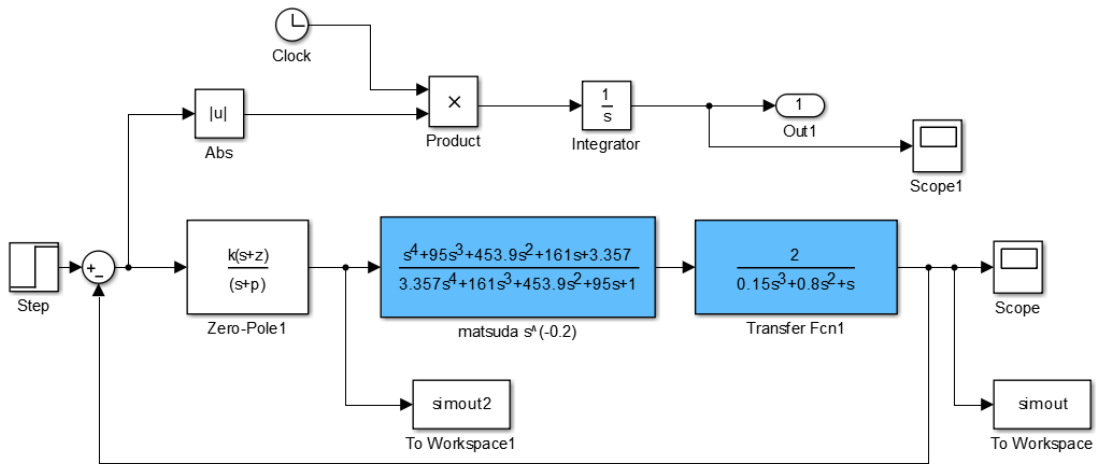 Clock
|u|
Abs
×
Product
1
s
Integrator
1
Out1
Scope1
Step
+
−
k(s+z)
(s+p)
Zero-Pole1
s^4+95s^3+453.9s^2+161s+3.357
3.357s^4+161s^3+453.9s^2+95s+1
matsuda s^(-0.2)
2
0.15s^3+0.8s^2+s
Transfer Fcn1
Scope
simout2
To Workspace1
simout
To Workspace